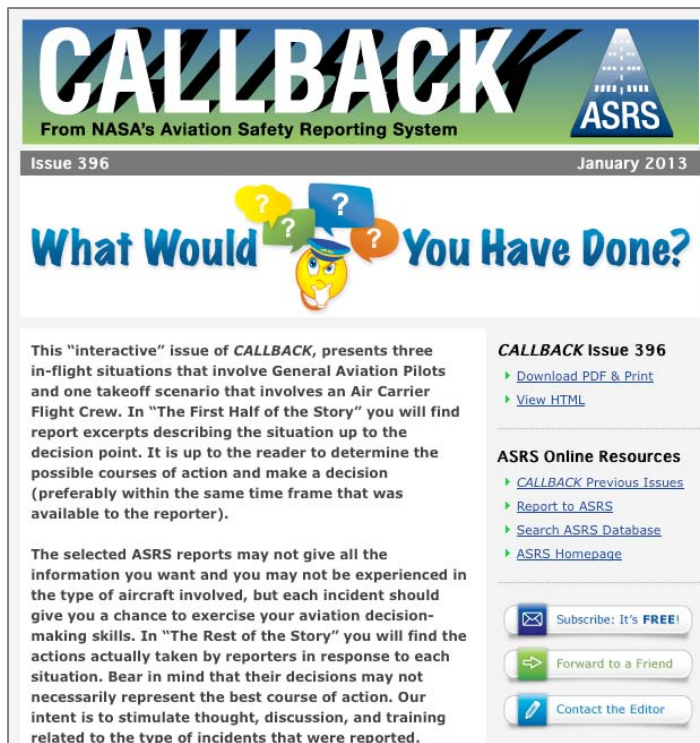 CALLBACK
From NASA's Aviation Safety Reporting System
ASRS
Issue 396
January 2013
What Would ? ? ? ? You Have Done?
This “interactive” issue of CALLBACK, presents three
in-flight situations that involve General Aviation Pilots
and one takeoff scenario that involves an Air Carrier
Flight Crew. In “The First Half of the Story” you will find
report excerpts describing the situation up to the
decision point. It is up to the reader to determine the
possible courses of action and make a decision
(preferably within the same time frame that was
available to the reporter).
The selected ASRS reports may not give all the
information you want and you may not be experienced in
the type of aircraft involved, but each incident should
give you a chance to exercise your aviation decision-
making skills. In “The Rest of the Story” you will find the
actions actually taken by reporters in response to each
situation. Bear in mind that their decisions may not
necessarily represent the best course of action. Our
intent is to stimulate thought, discussion, and training
related to the type of incidents that were reported.
CALLBACK Issue 396
Download PDF & Print
View HTML
ASRS Online Resources
CALLBACK Previous Issues
Report to ASRS
Search ASRS Database
ASRS Homepage
Subscribe: It's FREE!
Forward to a Friend
Contact the Editor